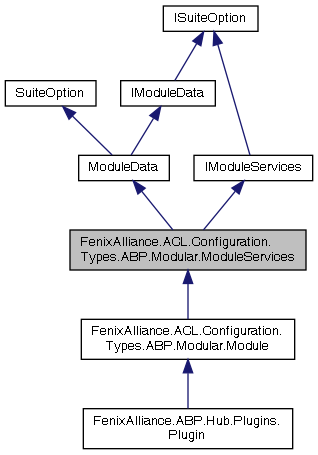 ISuiteOption
SuiteOption
IModuleData
ModuleData
IModuleServices
FenixAlliance.ACL.Configuration.
Types.ABP.Modular.ModuleServices
FenixAlliance.ACL.Configuration.
Types.ABP.Modular.Module
FenixAlliance.ABP.Hub.Plugins.
Plugin